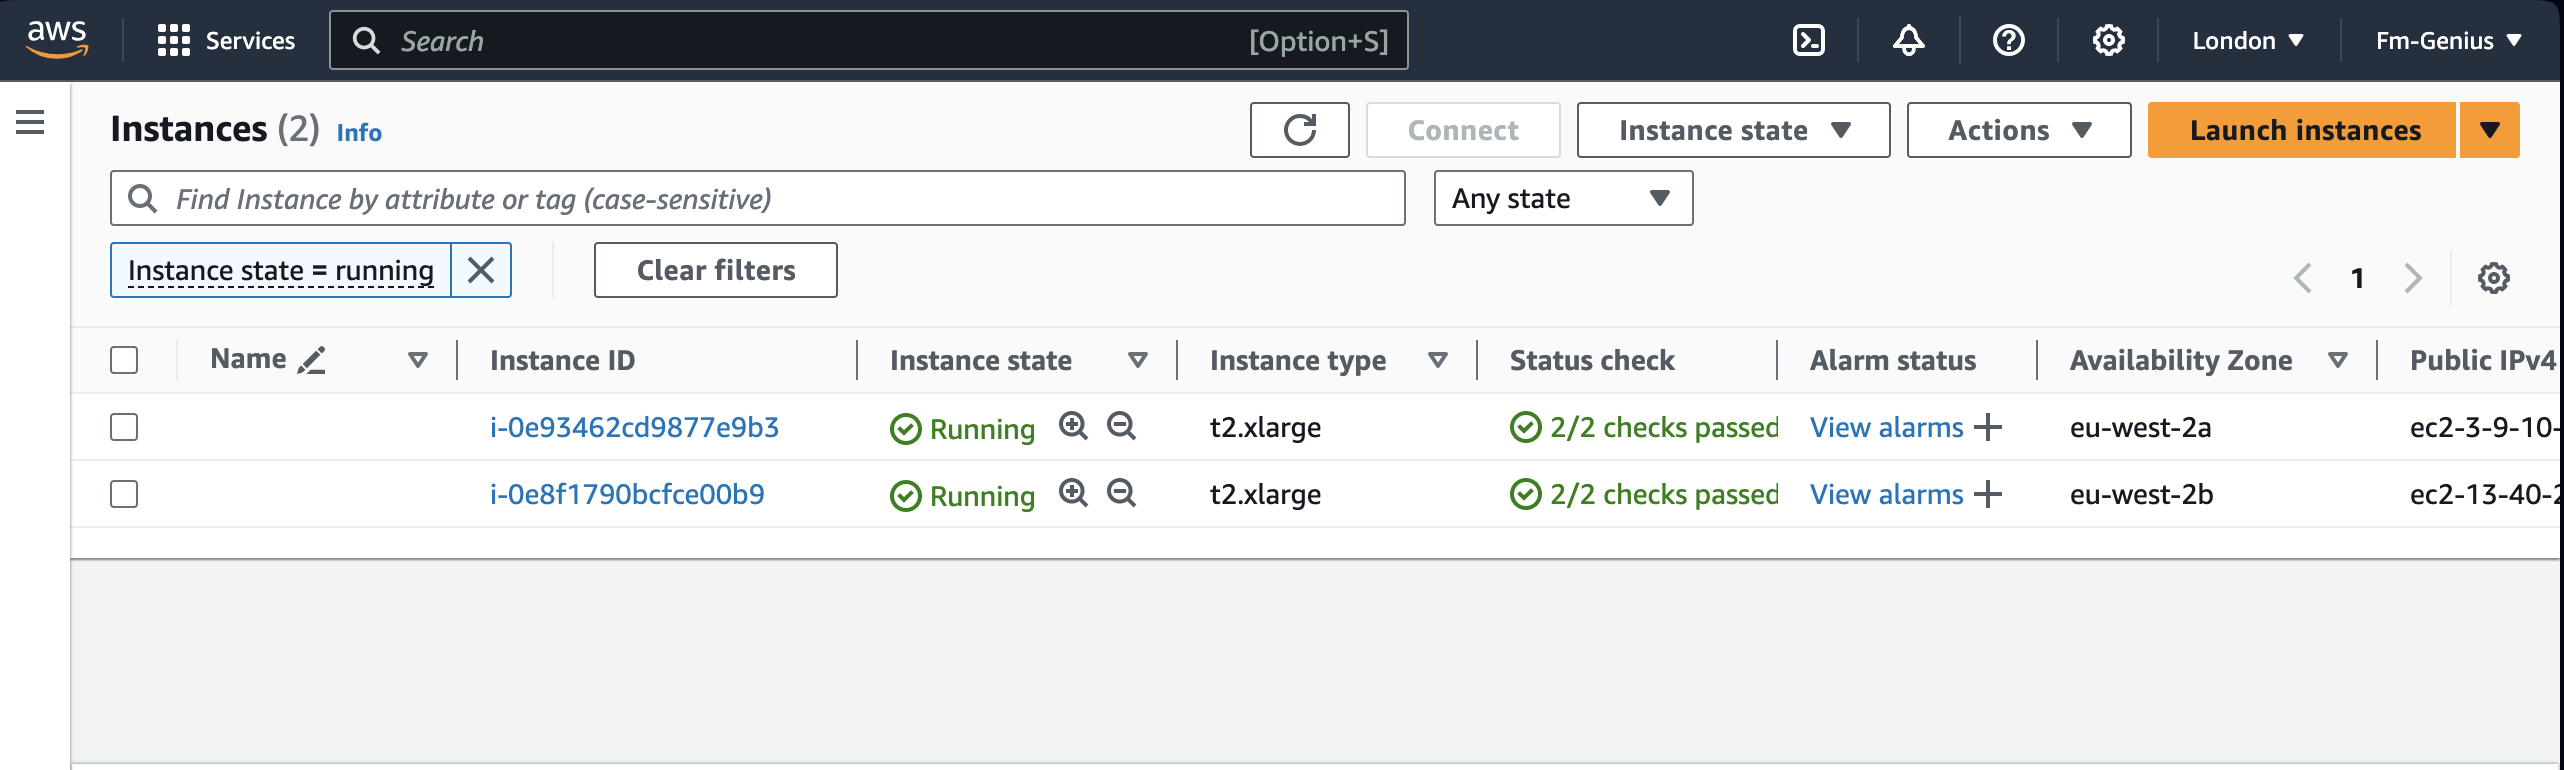 aws Services Search [Option+S] London Fm-Genius
Instances (2) Info Connect Instance state Actions Launch instances
Find Instance by attribute or tag (case-sensitive) Any state
Instance state = running Clear filters 1
Name Instance ID Instance state Instance type Status check Alarm status Availability Zone Public IPv4
i-0e93462cd9877e9b3 Running t2.xlarge 2/2 checks passed View alarms eu-west-2a ec2-3-9-10-
i-0e8f1790bcfce00b9 Running t2.xlarge 2/2 checks passed View alarms eu-west-2b ec2-13-40-2